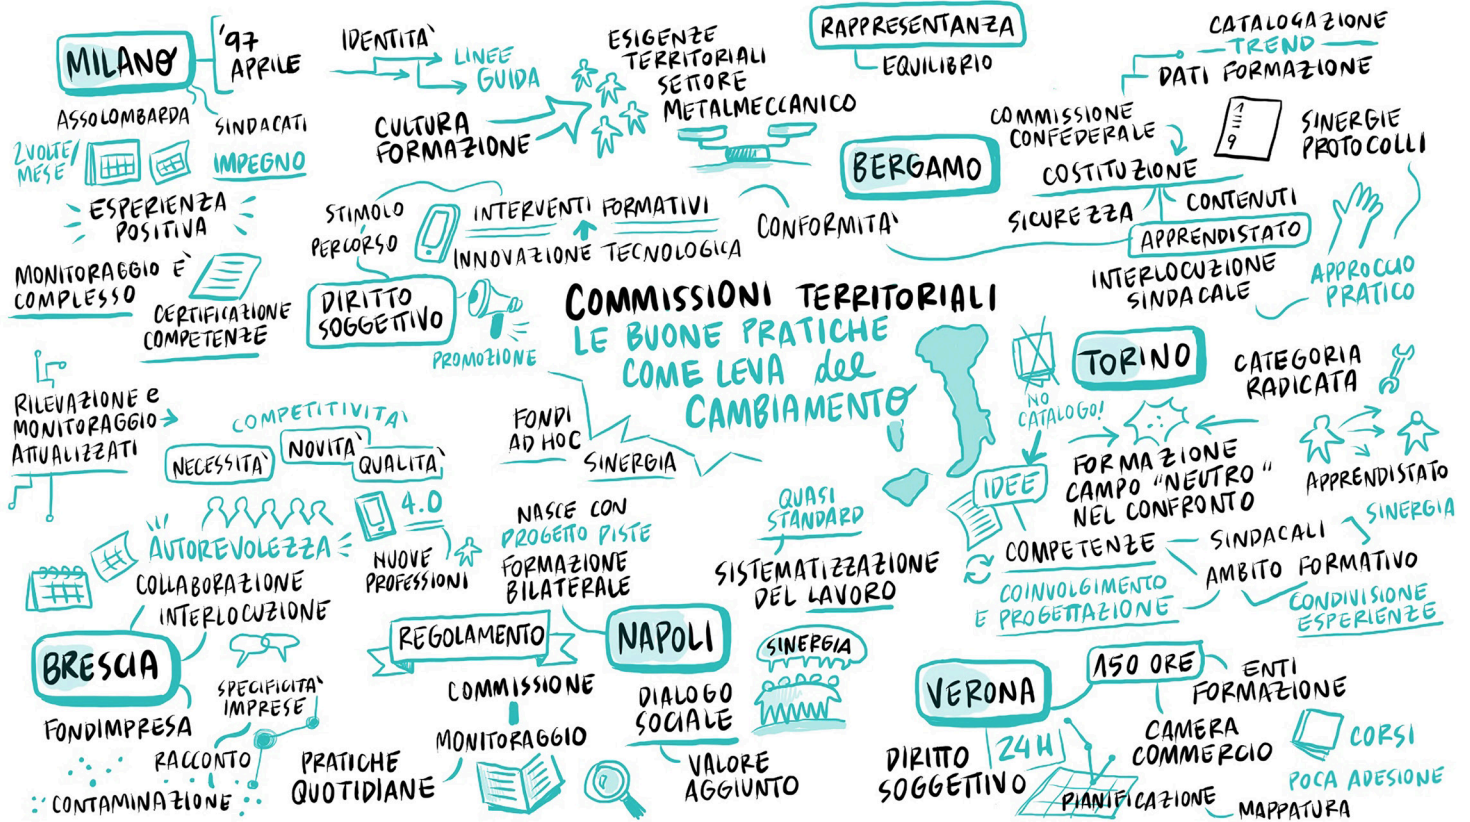 MILANO
'97
APRILE
ASSOLOMBARDA
SINDACATI
2 VOLTE/
MESE
IMPEGNO
ESPERIENZA
POSITIVA
MONITORAGGIO E'
COMPLESSO
CERTIFICAZIONE
COMPETENZE
IDENTITA'
LINEE
GUIDA
CULTURA
FORMAZIONE
ESIGENZE
TERRITORIALI
SETTORE
METALMECCANICO
RAPPRESENTANZA
EQUILIBRIO
STIMOLO
PERCORSO
INTERVENTI FORMATIVI
INNOVAZIONE TECNOLOGICA
DIRITTO
SOGGETTIVO
PROMOZIONE
CONFORMITA'
BERGAMO
CATALOGAZIONE
TREND
DATI FORMAZIONE
COMMISSIONE
CONFEDERALE
COSTITUZIONE
1
9
SINERGIE
PROTOCOLLI
SICUREZZA
CONTENUTI
APPRENDISTATO
INTERLOCUZIONE
SINDACALE
APPROCCIO
PRATICO
COMMISSIONI TERRITORIALI
LE BUONE PRATICHE
COME LEVA del
CAMBIAMENTO
RILEVAZIONE e
MONITORAGGIO
ATTUALIZZATI
COMPETITIVITA'
NECESSITA'
NOVITA'
QUALITA'
FONDI
AD HOC
SINERGIA
4.0
NUOVE
PROFESSIONI
AUTOREVOLEZZA
COLLABORAZIONE
INTERLOCUZIONE
BRESCIA
FONDIMPRESA
SPECIFICITA'
IMPRESE
RACCONTO
CONTAMINAZIONE
NASCE CON
PROGETTO DISTE
FORMAZIONE
BILATERALE
NAPOLI
REGOLAMENTO
COMMISSIONE
MONITORAGGIO
PRATICHE
QUOTIDIANE
DIALOGO
SOCIALE
VALORE
AGGIUNTO
SINERGIA
QUASI
STANDARD
SISTEMATIZZAZIONE
DEL LAVORO
TORINO
NO
CATALOGO!
IDEE
CATEGORIA
RADICATA
FORMAZIONE
CAMPO "NEUTRO"
NEL CONFRONTO
APPRENDISTATO
COMPETENZE
SINDACALI
SINERGIA
AMBITO FORMATIVO
COINVOLGIMENTO
E PROGETTAZIONE
CONDIVISIONE
ESPERIENZE
VERONA
150 ORE
ENTI
FORMAZIONE
CAMERA
COMMERCIO
DIRITTO
SOGGETTIVO
24H
PIANIFICAZIONE
MAPPATURA
CORSI
POCA ADESIONE